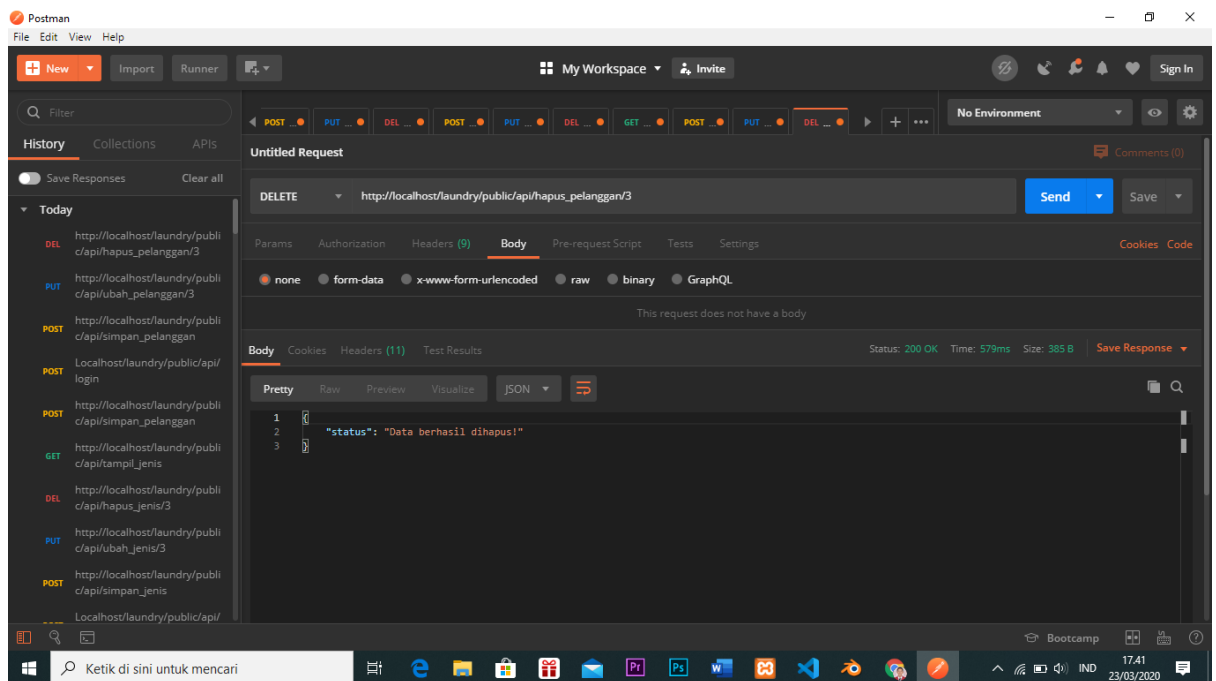 Postman
File Edit View Help
New Import Runner My Workspace Invite Sign In
Filter
History Collections APIs
Save Responses Clear all
Today
DEL http://localhost/laundry/publi
c/api/hapus_pelanggan/3
PUT http://localhost/laundry/publi
c/api/ubah_pelanggan/3
POST http://localhost/laundry/publi
c/api/simpan_pelanggan
POST Localhost/laundry/public/api/
login
POST http://localhost/laundry/publi
c/api/simpan_pelanggan
GET http://localhost/laundry/publi
c/api/tampil_jenis
DEL http://localhost/laundry/publi
c/api/hapus_jenis/3
PUT http://localhost/laundry/publi
c/api/ubah_jenis/3
POST http://localhost/laundry/publi
c/api/simpan_jenis
Localhost/laundry/public/api/
POST ... PUT ... DEL ... POST ... PUT ... DEL ... GET ... POST ... PUT ... DEL ... No Environment
Untitled Request Comments (0)
DELETE http://localhost/laundry/public/api/hapus_pelanggan/3 Send Save
Params Authorization Headers (9) Body Pre-request Script Tests Settings Cookies Code
none form-data x-www-form-urlencoded raw binary GraphQL
This request does not have a body
Body Cookies Headers (11) Test Results Status: 200 OK Time: 579ms Size: 385 B Save Response
Pretty Raw Preview Visualize JSON
1 {
2 "status": "Data berhasil dihapus!"
3 }
Bootcamp
Ketik di sini untuk mencari Pr Ps IND 17.41
23/03/2020